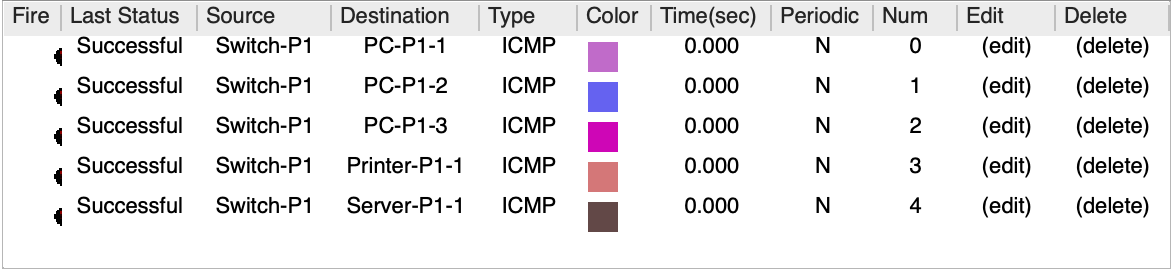 Fire Last Status Source Destination Type Color Time(sec) Periodic Num Edit Delete
Successful Switch-P1 PC-P1-1 ICMP 0.000 N 0 (edit) (delete)
Successful Switch-P1 PC-P1-2 ICMP 0.000 N 1 (edit) (delete)
Successful Switch-P1 PC-P1-3 ICMP 0.000 N 2 (edit) (delete)
Successful Switch-P1 Printer-P1-1 ICMP 0.000 N 3 (edit) (delete)
Successful Switch-P1 Server-P1-1 ICMP 0.000 N 4 (edit) (delete)